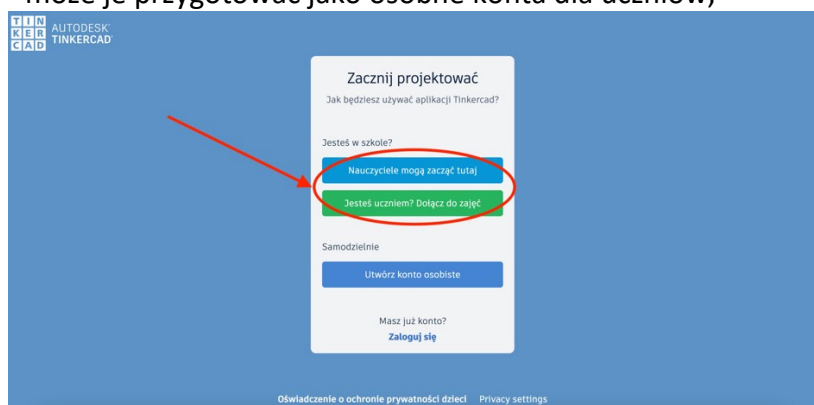 może je przygotować jako osobne konta dla uczniów,
TIN
KER
CAD
AUTODESK®
TINKERCAD®
Zacznij projektować
Jak będziesz używać aplikacji Tinkercad?
Jesteś w szkole?
Nauczyciele mogą zacząć tutaj
Jesteś uczniem? Dołącz do zajęć
Samodzielnie
Utwórz konto osobiste
Masz już konto?
Zaloguj się
Oświadczenie o ochronie prywatności dzieci Privacy settings